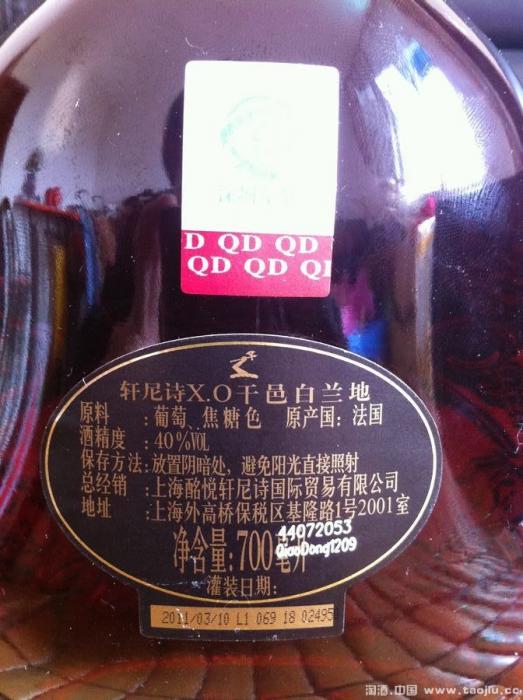 D QD QD
QD QD QD
轩尼诗X.O干邑白兰地
原料 :葡萄、焦糖色 原产国:法国
酒精度 :40%VOL
保存方法:放置阴暗处,避免阳光直接照射
总经销 :上海酩悦轩尼诗国际贸易有限公司
地址 :上海外高桥保税区基隆路1号2001室
44072053
QiaoDong1209
净含量:700毫升
灌装日期:
2011/03/10 L1 069 18 02495
淘酒.中国 www.taojiu.co